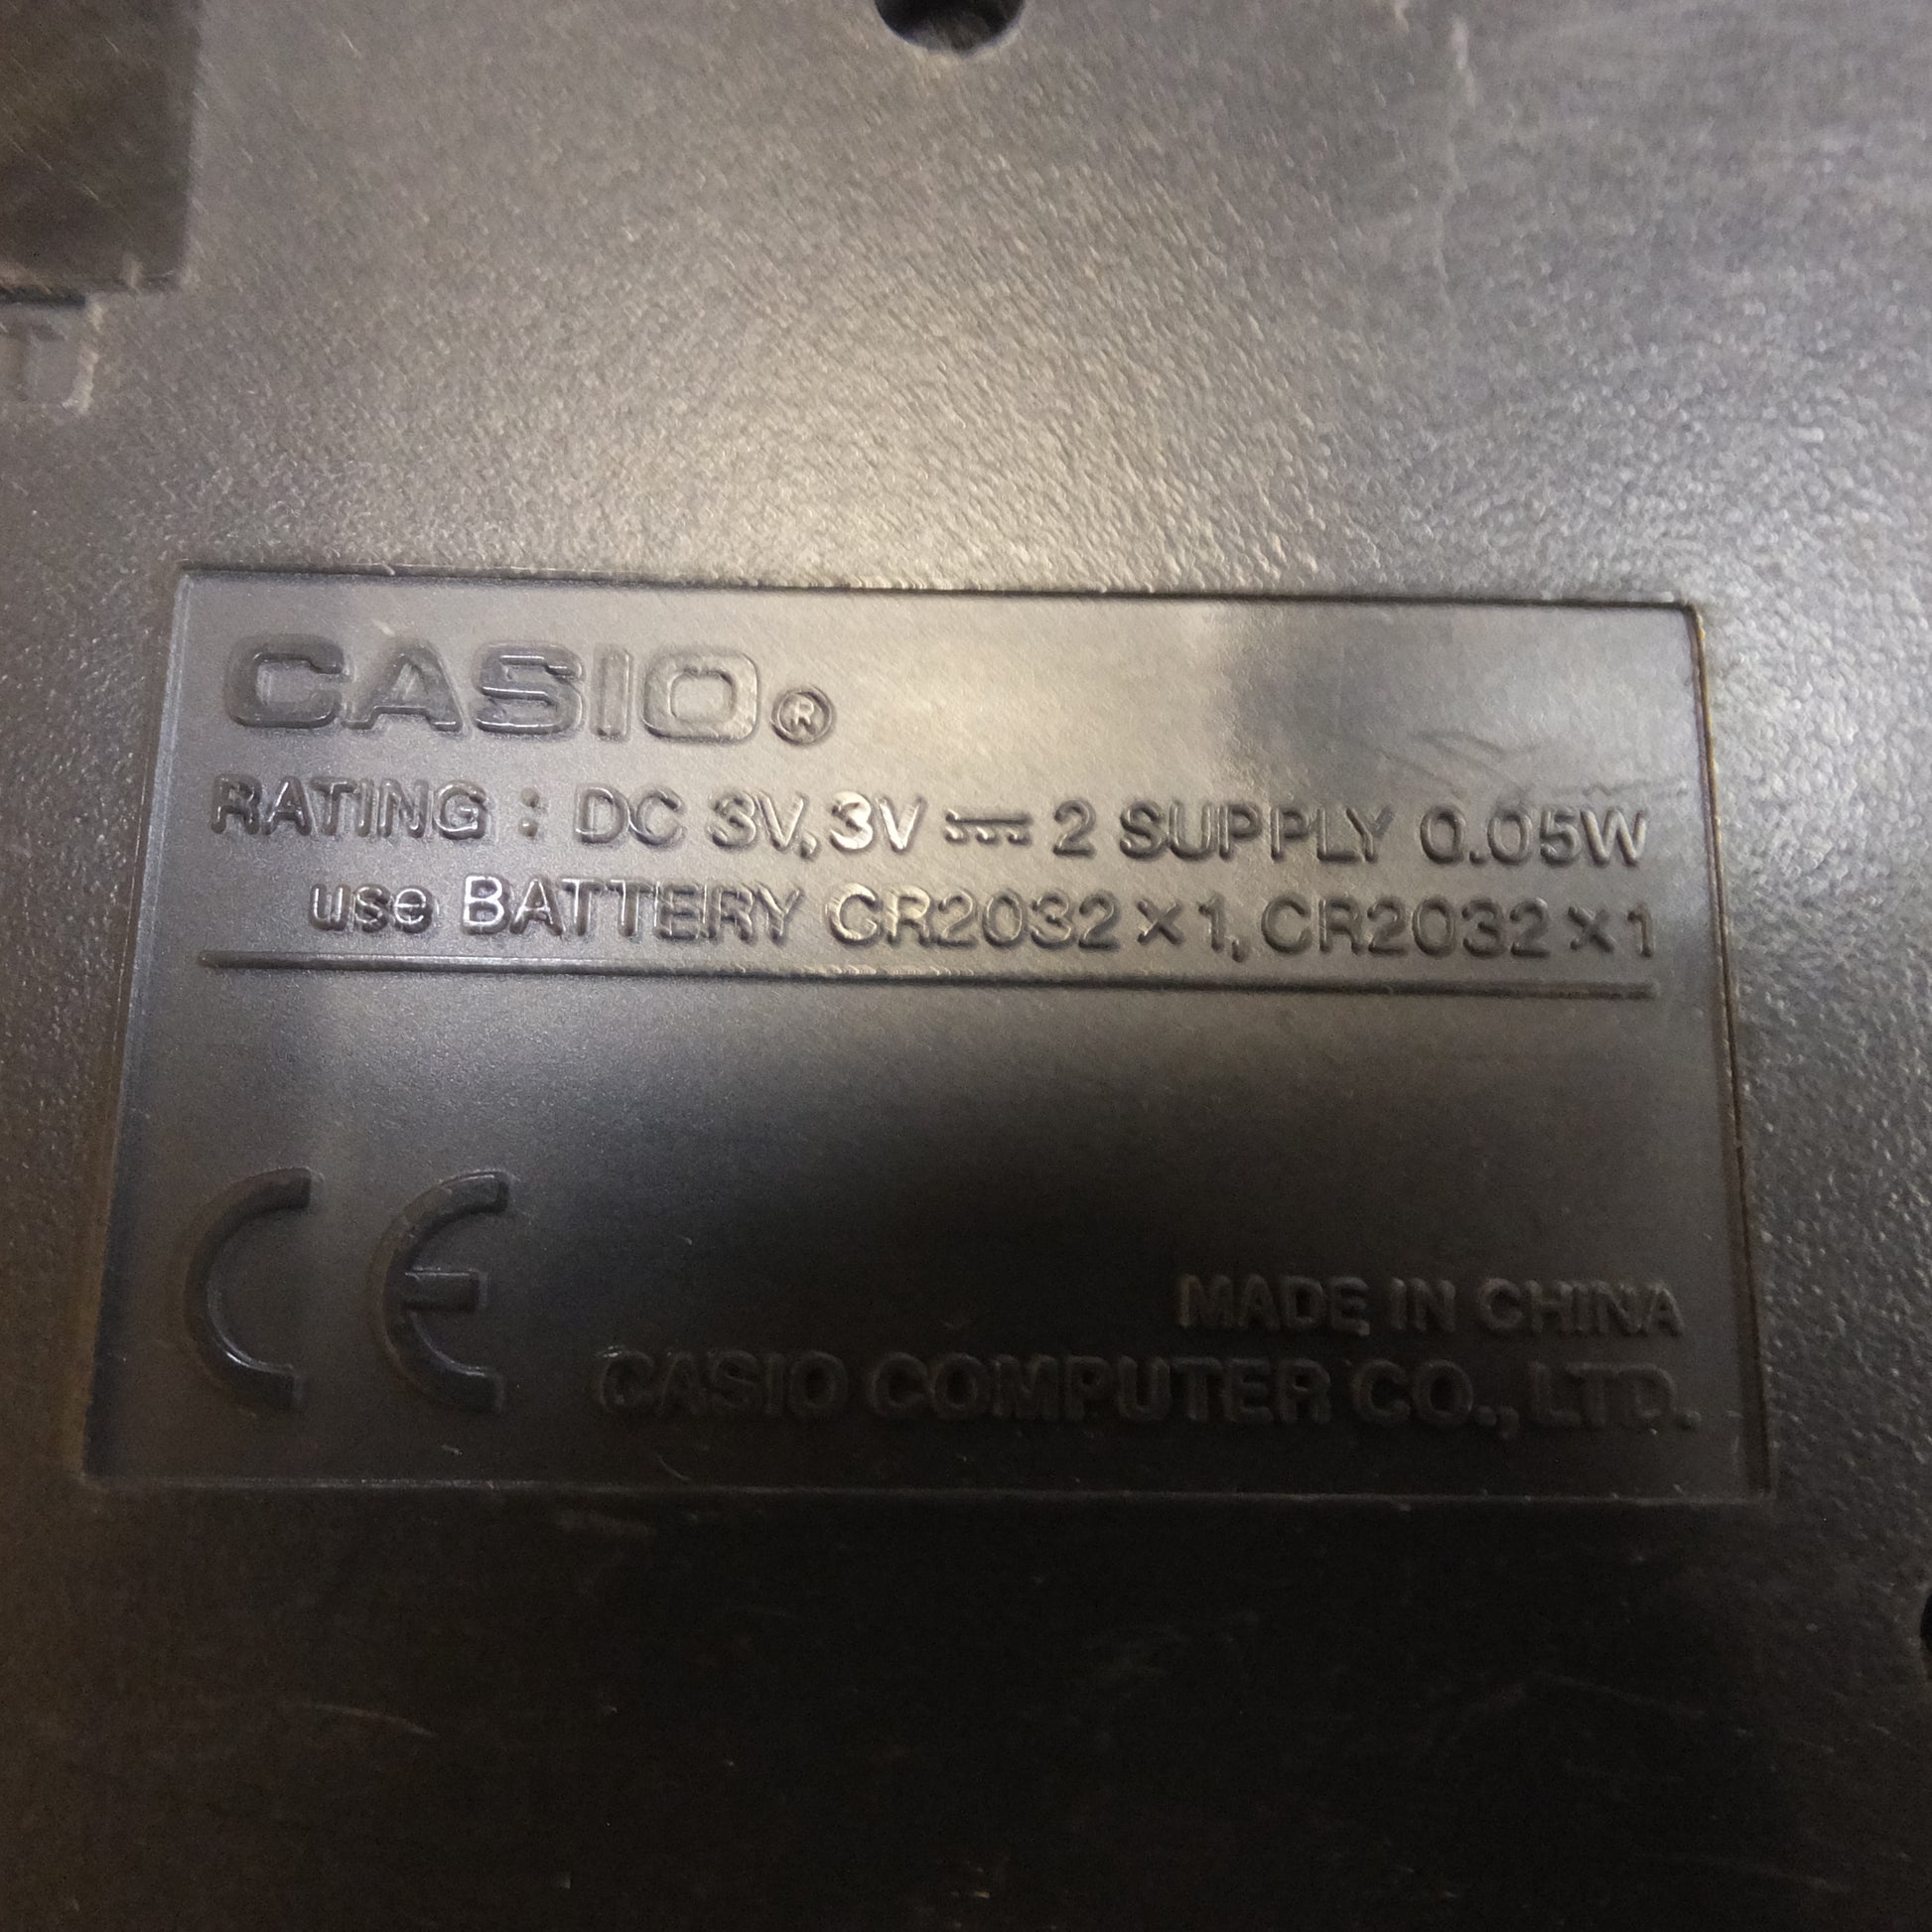 CASIO®
RATING : DC 3V,3V ⎓ 2 SUPPLY 0.05W
use BATTERY CR2032×1,CR2032×1
CE
MADE IN CHINA
CASIO COMPUTER CO.,LTD.